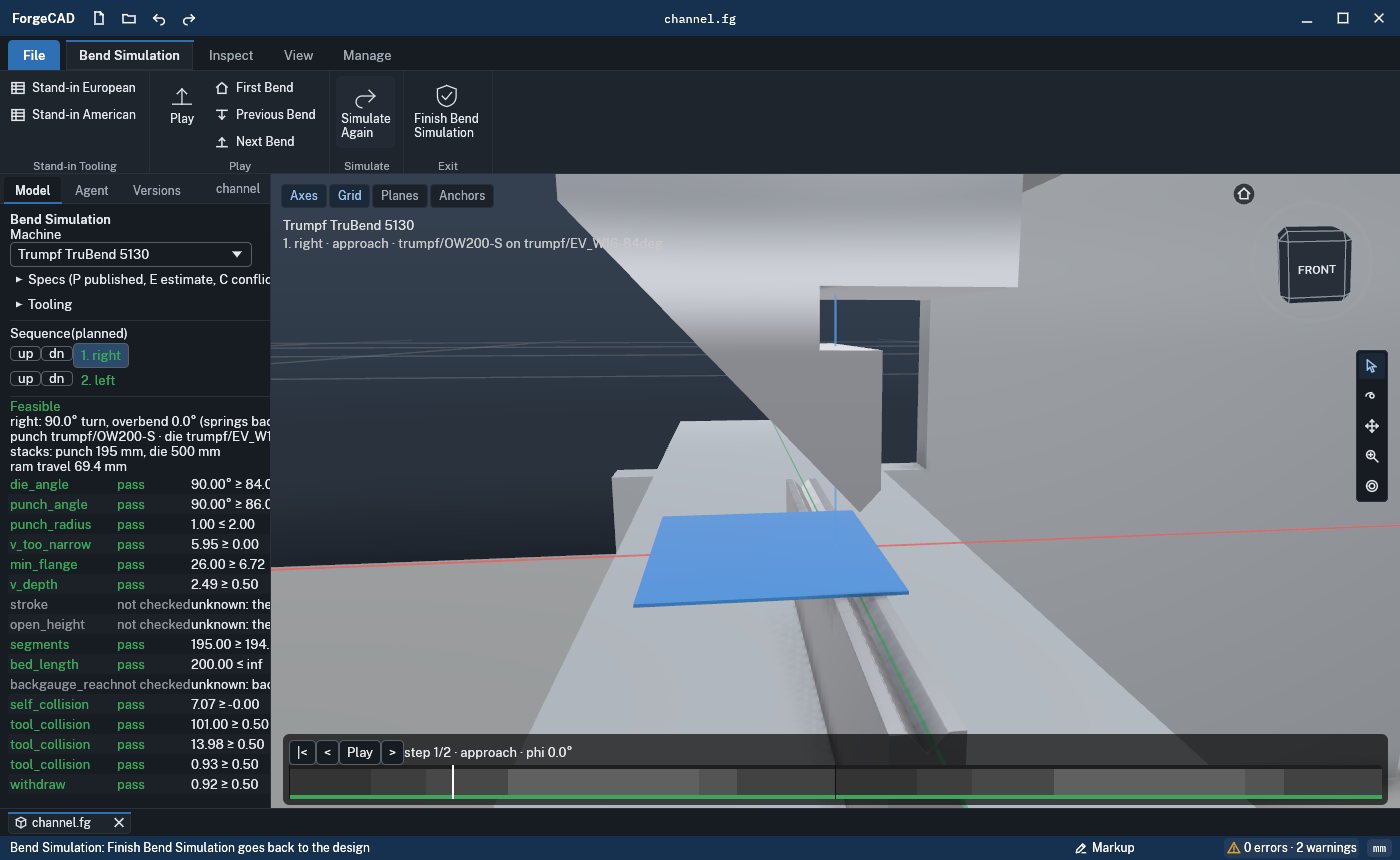 ForgeCAD
channel.fg
File
Bend Simulation
Inspect
View
Manage
Stand-in European
Stand-in American
Stand-in Tooling
Play
First Bend
Previous Bend
Next Bend
Play
Simulate Again
Simulate
Finish Bend Simulation
Exit
Model
Agent
Versions
channel
Bend Simulation
Machine
Trumpf TruBend 5130
Specs (P published, E estimate, C conflic
Tooling
Sequence(planned)
up dn 1. right
up dn 2. left
Feasible
right: 90.0° turn, overbend 0.0° (springs bac
punch trumpf/OW200-S · die trumpf/EV_W1
stacks: punch 195 mm, die 500 mm
ram travel 69.4 mm
die_angle pass 90.00° ≥ 84.0
punch_angle pass 90.00° ≥ 86.0
punch_radius pass 1.00 ≤ 2.00
v_too_narrow pass 5.95 ≥ 0.00
min_flange pass 26.00 ≥ 6.72
v_depth pass 2.49 ≥ 0.50
stroke not checked unknown: the
open_height not checked unknown: the
segments pass 195.00 ≥ 194.
bed_length pass 200.00 ≤ inf
backgauge_reach not checked unknown: bac
self_collision pass 7.07 ≥ -0.00
tool_collision pass 101.00 ≥ 0.50
tool_collision pass 13.98 ≥ 0.50
tool_collision pass 0.93 ≥ 0.50
withdraw pass 0.92 ≥ 0.50
Axes Grid Planes Anchors
Trumpf TruBend 5130
1. right · approach · trumpf/OW200-S on trumpf/EV_W16-84deg
FRONT
|< < Play > step 1/2 · approach · phi 0.0°
channel.fg
Bend Simulation: Finish Bend Simulation goes back to the design
Markup
0 errors · 2 warnings
mm